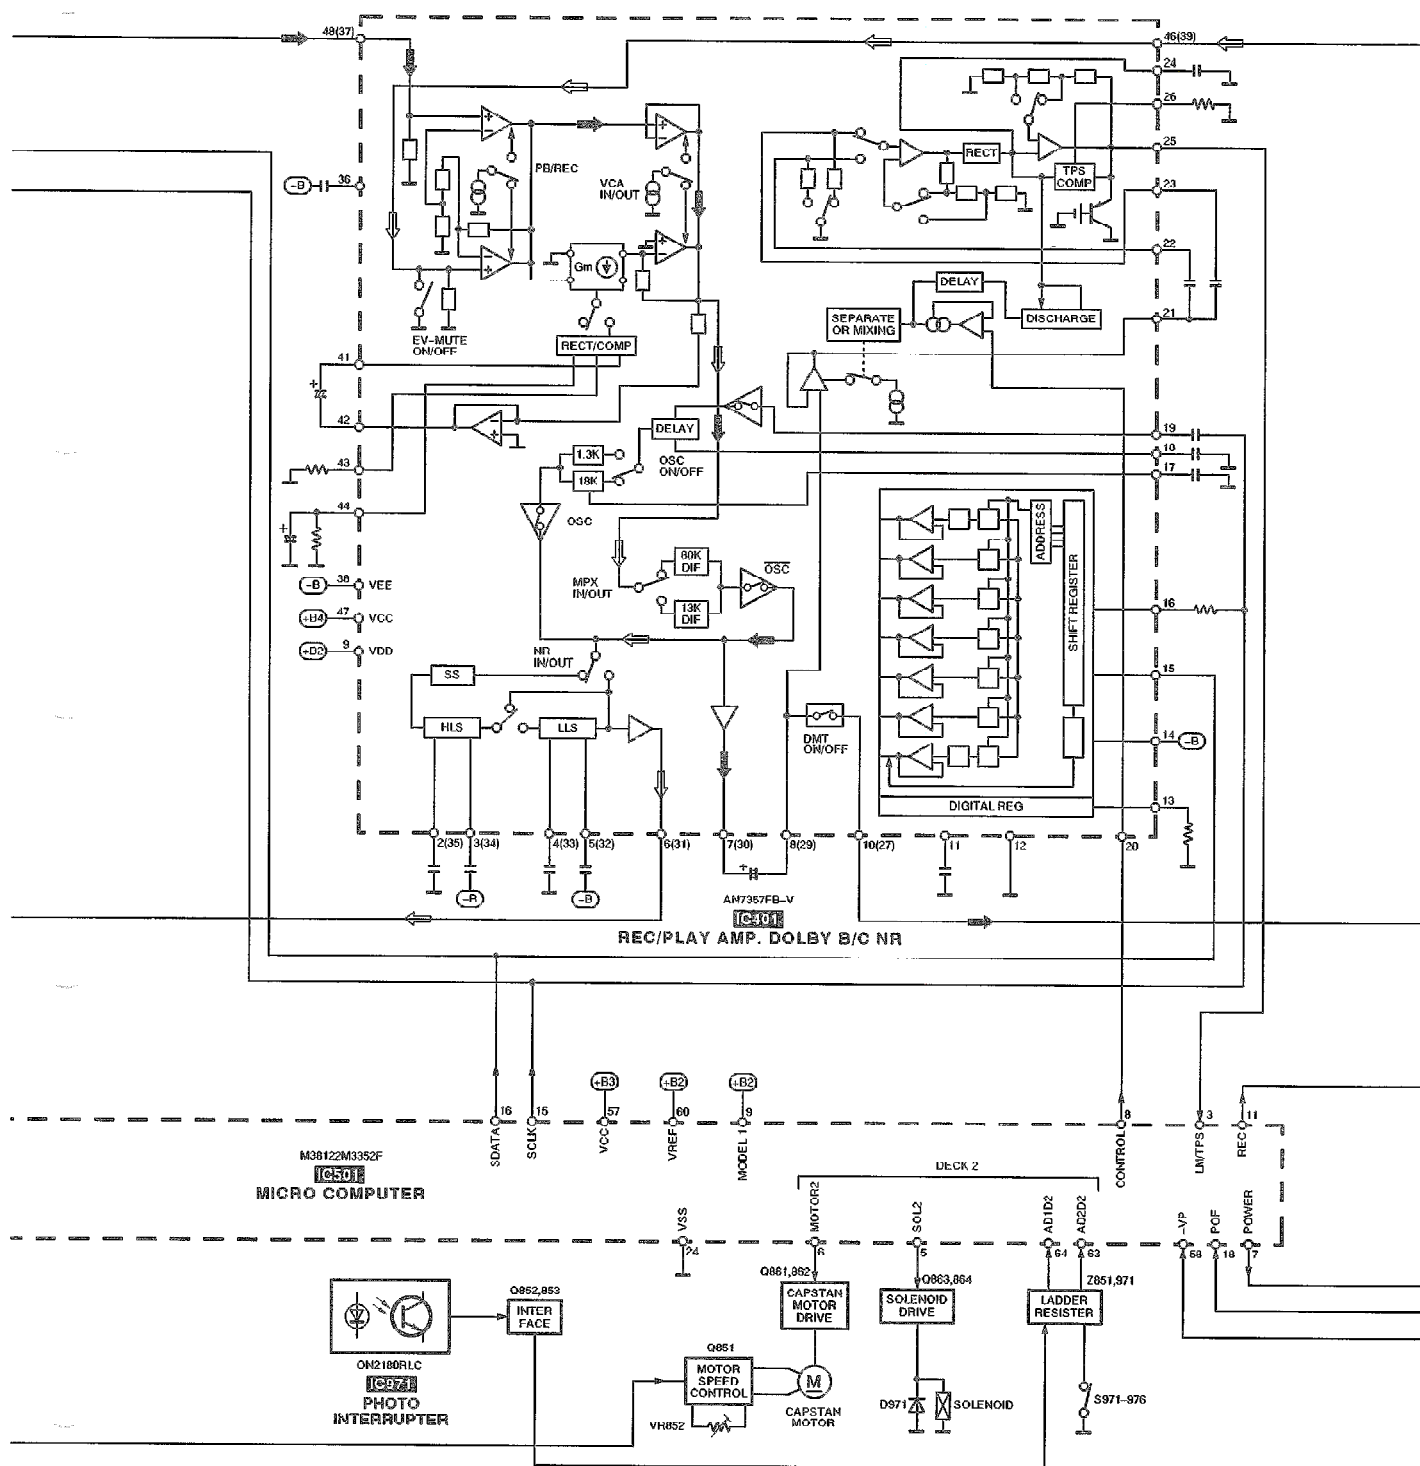 48(37)
46(39)
24
26
25
23
22
21
19
18
17
16
15
14
-B
13
-B
36
PB/REC
VCA
IN/OUT
RECT
TPS
COMP
Gm
DELAY
SEPARATE
OR MIXING
DISCHARGE
EV-MUTE
ON/OFF
RECT/COMP
41
42
43
44
DELAY
OSC
ON/OFF
1.3K
18K
OSC
ADDRESS
SHIFT REGISTER
-B
38
VEE
+B4
47
VCC
+D2
9
VDD
MPX
IN/OUT
80K
DIF
13K
DIF
OSC
NR
IN/OUT
SS
HLS
LLS
DMT
ON/OFF
DIGITAL REG
2(35)
3(34)
4(33)
5(32)
6(31)
7(30)
8(29)
10(27)
11
12
20
-B
-B
AN7357FB-V
IC401
REC/PLAY AMP. DOLBY B/C NR
+B3
+B2
+B2
16
15
57
60
9
8
3
11
SDATA
SCLK
VCC
VREF
MODEL 1
CONTROL
LM/TPS
REC
M38122M3352F
IC501
MICRO COMPUTER
DECK 2
VSS
MOTOR2
SOL2
AD1D2
AD2D2
-VP
POF
POWER
24
6
5
64
63
58
18
7
Q852,853
INTER
FACE
ON2180RLC
IC971
PHOTO
INTERRUPTER
Q861,862
CAPSTAN
MOTOR
DRIVE
Q863,864
SOLENOID
DRIVE
Z851,971
LADDER
RESISTER
Q851
MOTOR
SPEED
CONTROL
VR852
M
CAPSTAN
MOTOR
D971
SOLENOID
S971-976